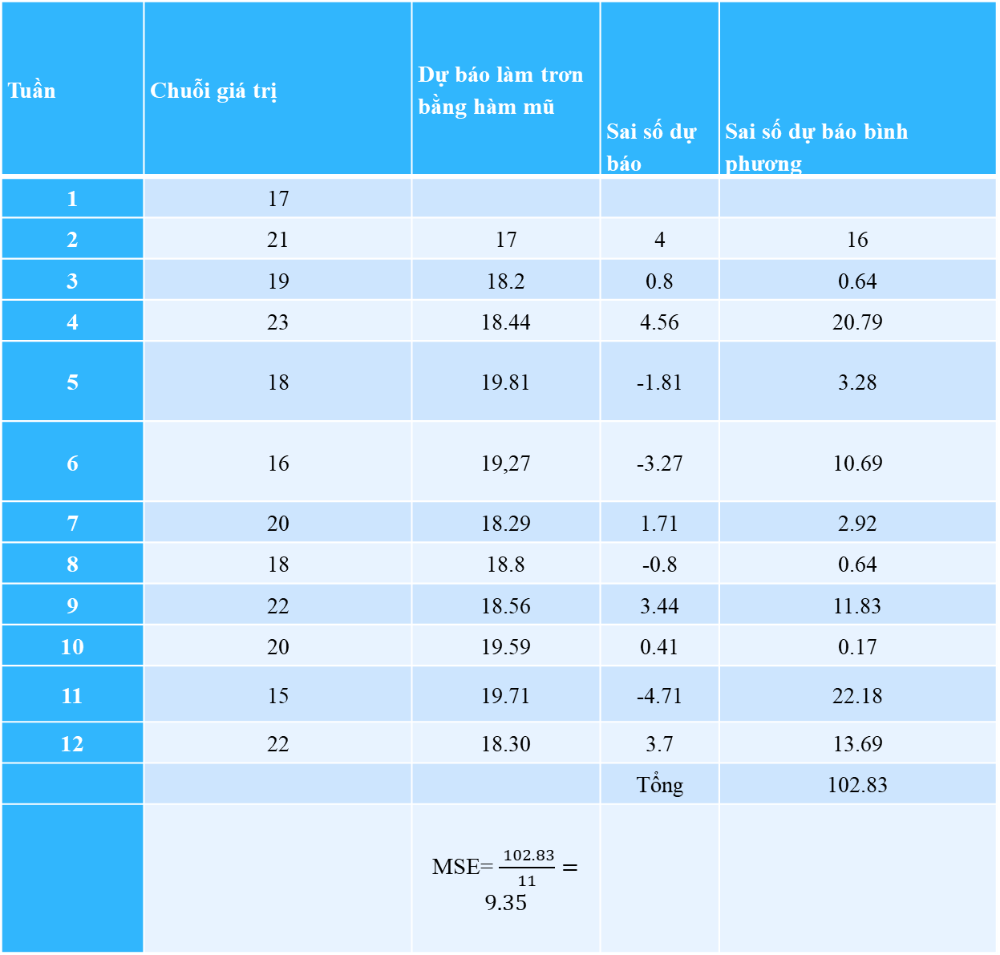 Tuần Chuỗi giá trị Dự báo làm trơn bằng hàm mũ Sai số dự báo Sai số dự báo bình phương
1 17
2 21 17 4 16
3 19 18.2 0.8 0.64
4 23 18.44 4.56 20.79
5 18 19.81 -1.81 3.28
6 16 19,27 -3.27 10.69
7 20 18.29 1.71 2.92
8 18 18.8 -0.8 0.64
9 22 18.56 3.44 11.83
10 20 19.59 0.41 0.17
11 15 19.71 -4.71 22.18
12 22 18.30 3.7 13.69
Tổng 102.83
MSE= 102.83/11 =
9.35